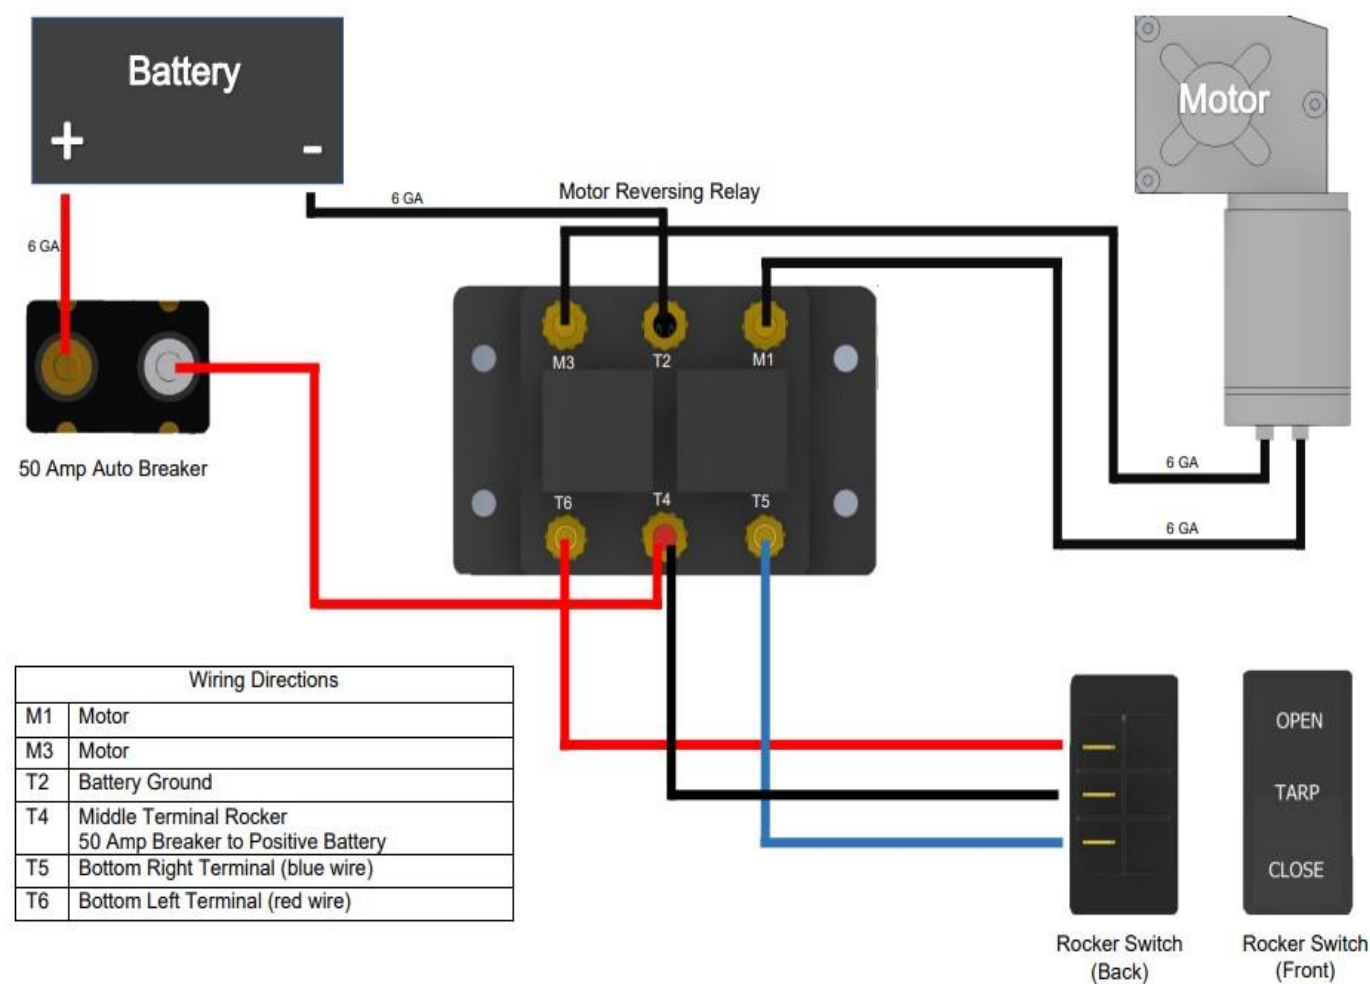 Battery
+
-
Motor
6 GA
Motor Reversing Relay
6 GA
M3
T2
M1
50 Amp Auto Breaker
6 GA
T6
T4
T5
6 GA
Wiring Directions
M1 Motor
M3 Motor
T2 Battery Ground
T4 Middle Terminal Rocker
50 Amp Breaker to Positive Battery
T5 Bottom Right Terminal (blue wire)
T6 Bottom Left Terminal (red wire)
OPEN
TARP
CLOSE
Rocker Switch
(Back)
Rocker Switch
(Front)